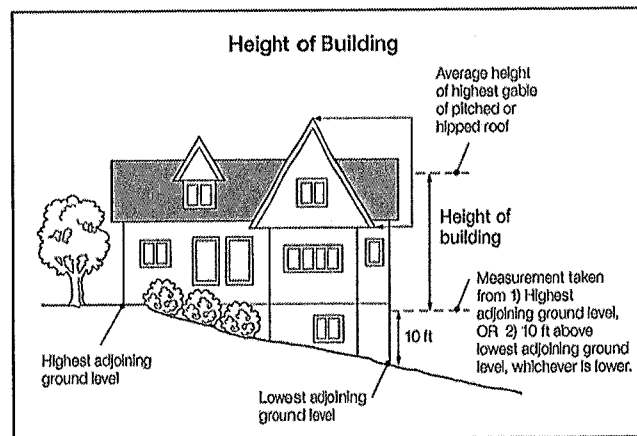 Height of Building
Average height
of highest gable
of pitched or
hipped roof
Height of
building
Measurement taken
from 1) Highest
adjoining ground level,
OR 2) 10 ft above
lowest adjoining ground
level, whichever is lower.
10 ft
Highest adjoining
ground level
Lowest adjoining
ground level